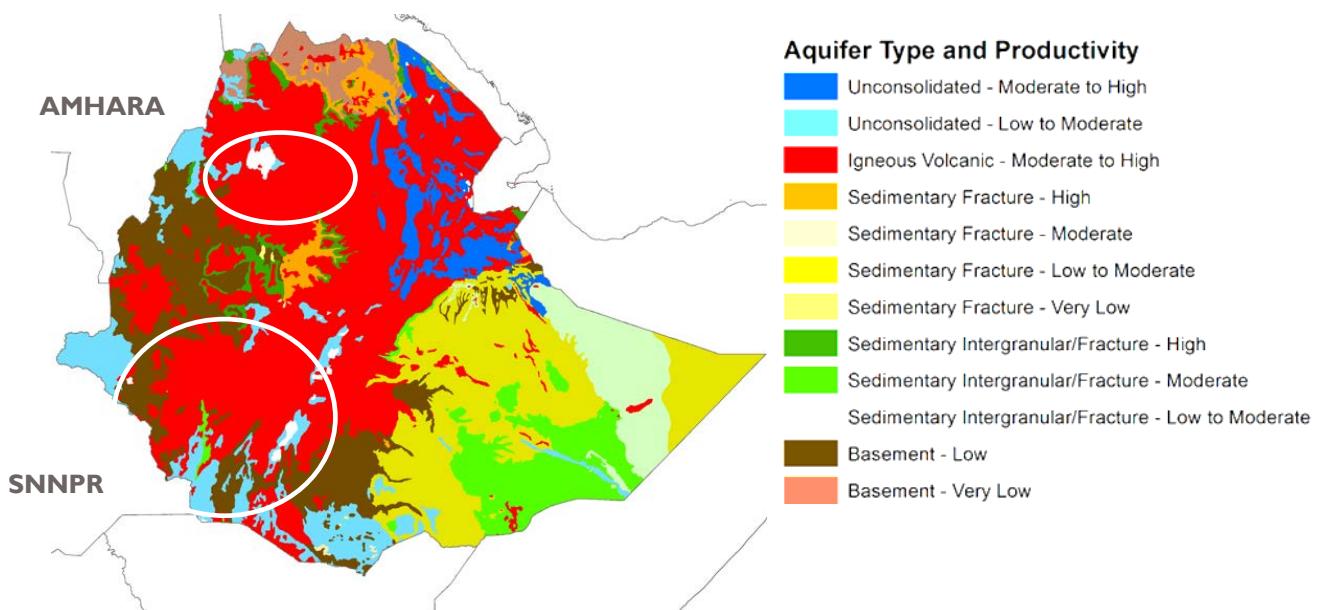 AMHARA
SNNPR
Aquifer Type and Productivity
Unconsolidated - Moderate to High
Unconsolidated - Low to Moderate
Igneous Volcanic - Moderate to High
Sedimentary Fracture - High
Sedimentary Fracture - Moderate
Sedimentary Fracture - Low to Moderate
Sedimentary Fracture - Very Low
Sedimentary Intergranular/Fracture - High
Sedimentary Intergranular/Fracture - Moderate
Sedimentary Intergranular/Fracture - Low to Moderate
Basement - Low
Basement - Very Low